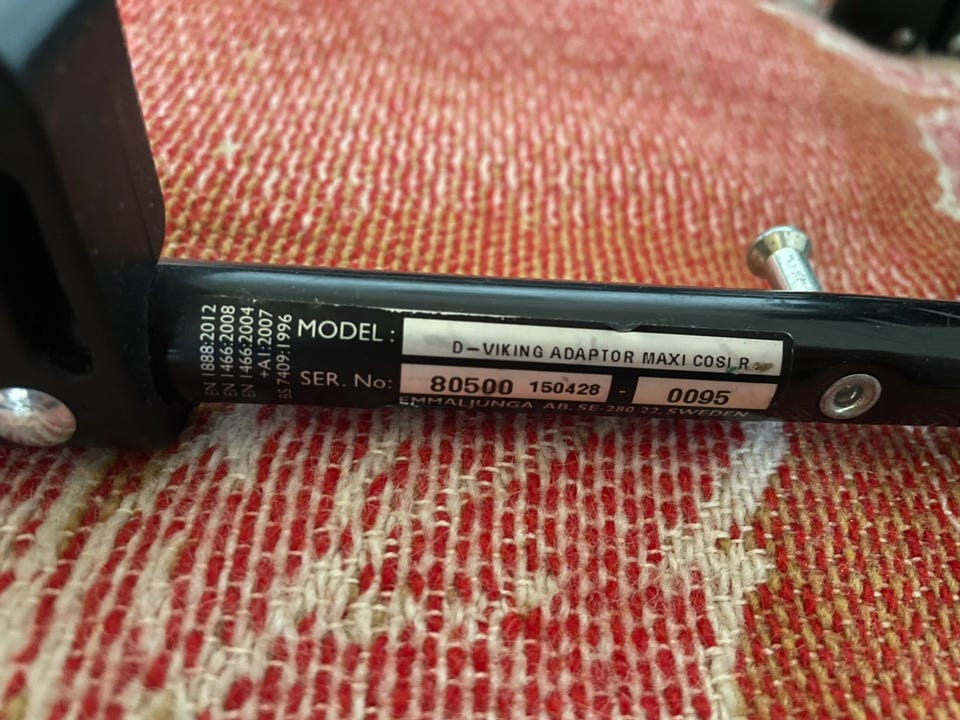 EN 1888:2012
EN 1466:2008
EN 1466:2004
+A1:2007
BS 7409:1996
MODEL : D-VIKING ADAPTOR MAXI COSI R
SER. No: 80500 150428 - 0095
EMMALJUNGA AB, SE-280 22, SWEDEN